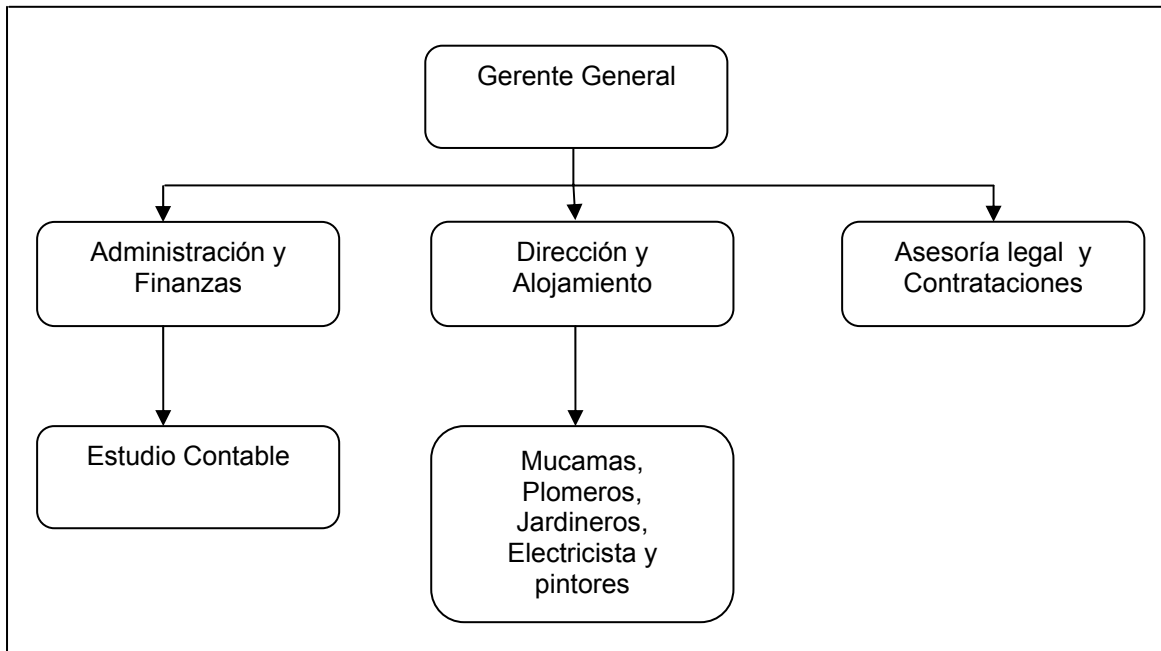 Gerente General
Administración y
Finanzas
Dirección y
Alojamiento
Asesoría legal y
Contrataciones
Estudio Contable
Mucamas,
Plomeros,
Jardineros,
Electricista y
pintores